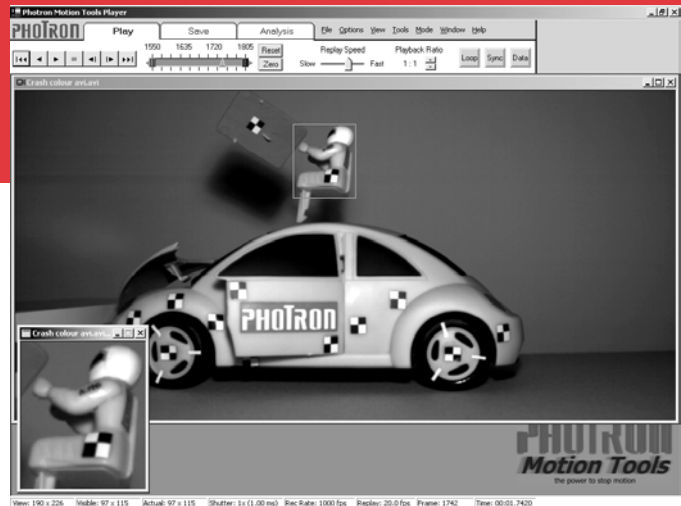 Photron Motion Tools Player
PHOTRON
Play Save Analysis File Options View Tools Mode Window Help
1550 1635 1720 1805 Reset Zero
Replay Speed
Slow Fast
Playback Ratio
1 : 1
Loop Sync Data
Crash colour avi.avi
PHOTRON
Crash colour avi.avi...
PHOTRON
Motion Tools
the power to stop motion
View: 190 x 226 Visible: 97 x 115 Actual: 97 x 115 Shutter: 1x (1.00 ms) Rec Rate: 1000 fps Replay: 20.0 fps Frame: 1742 Time: 00:01.7420